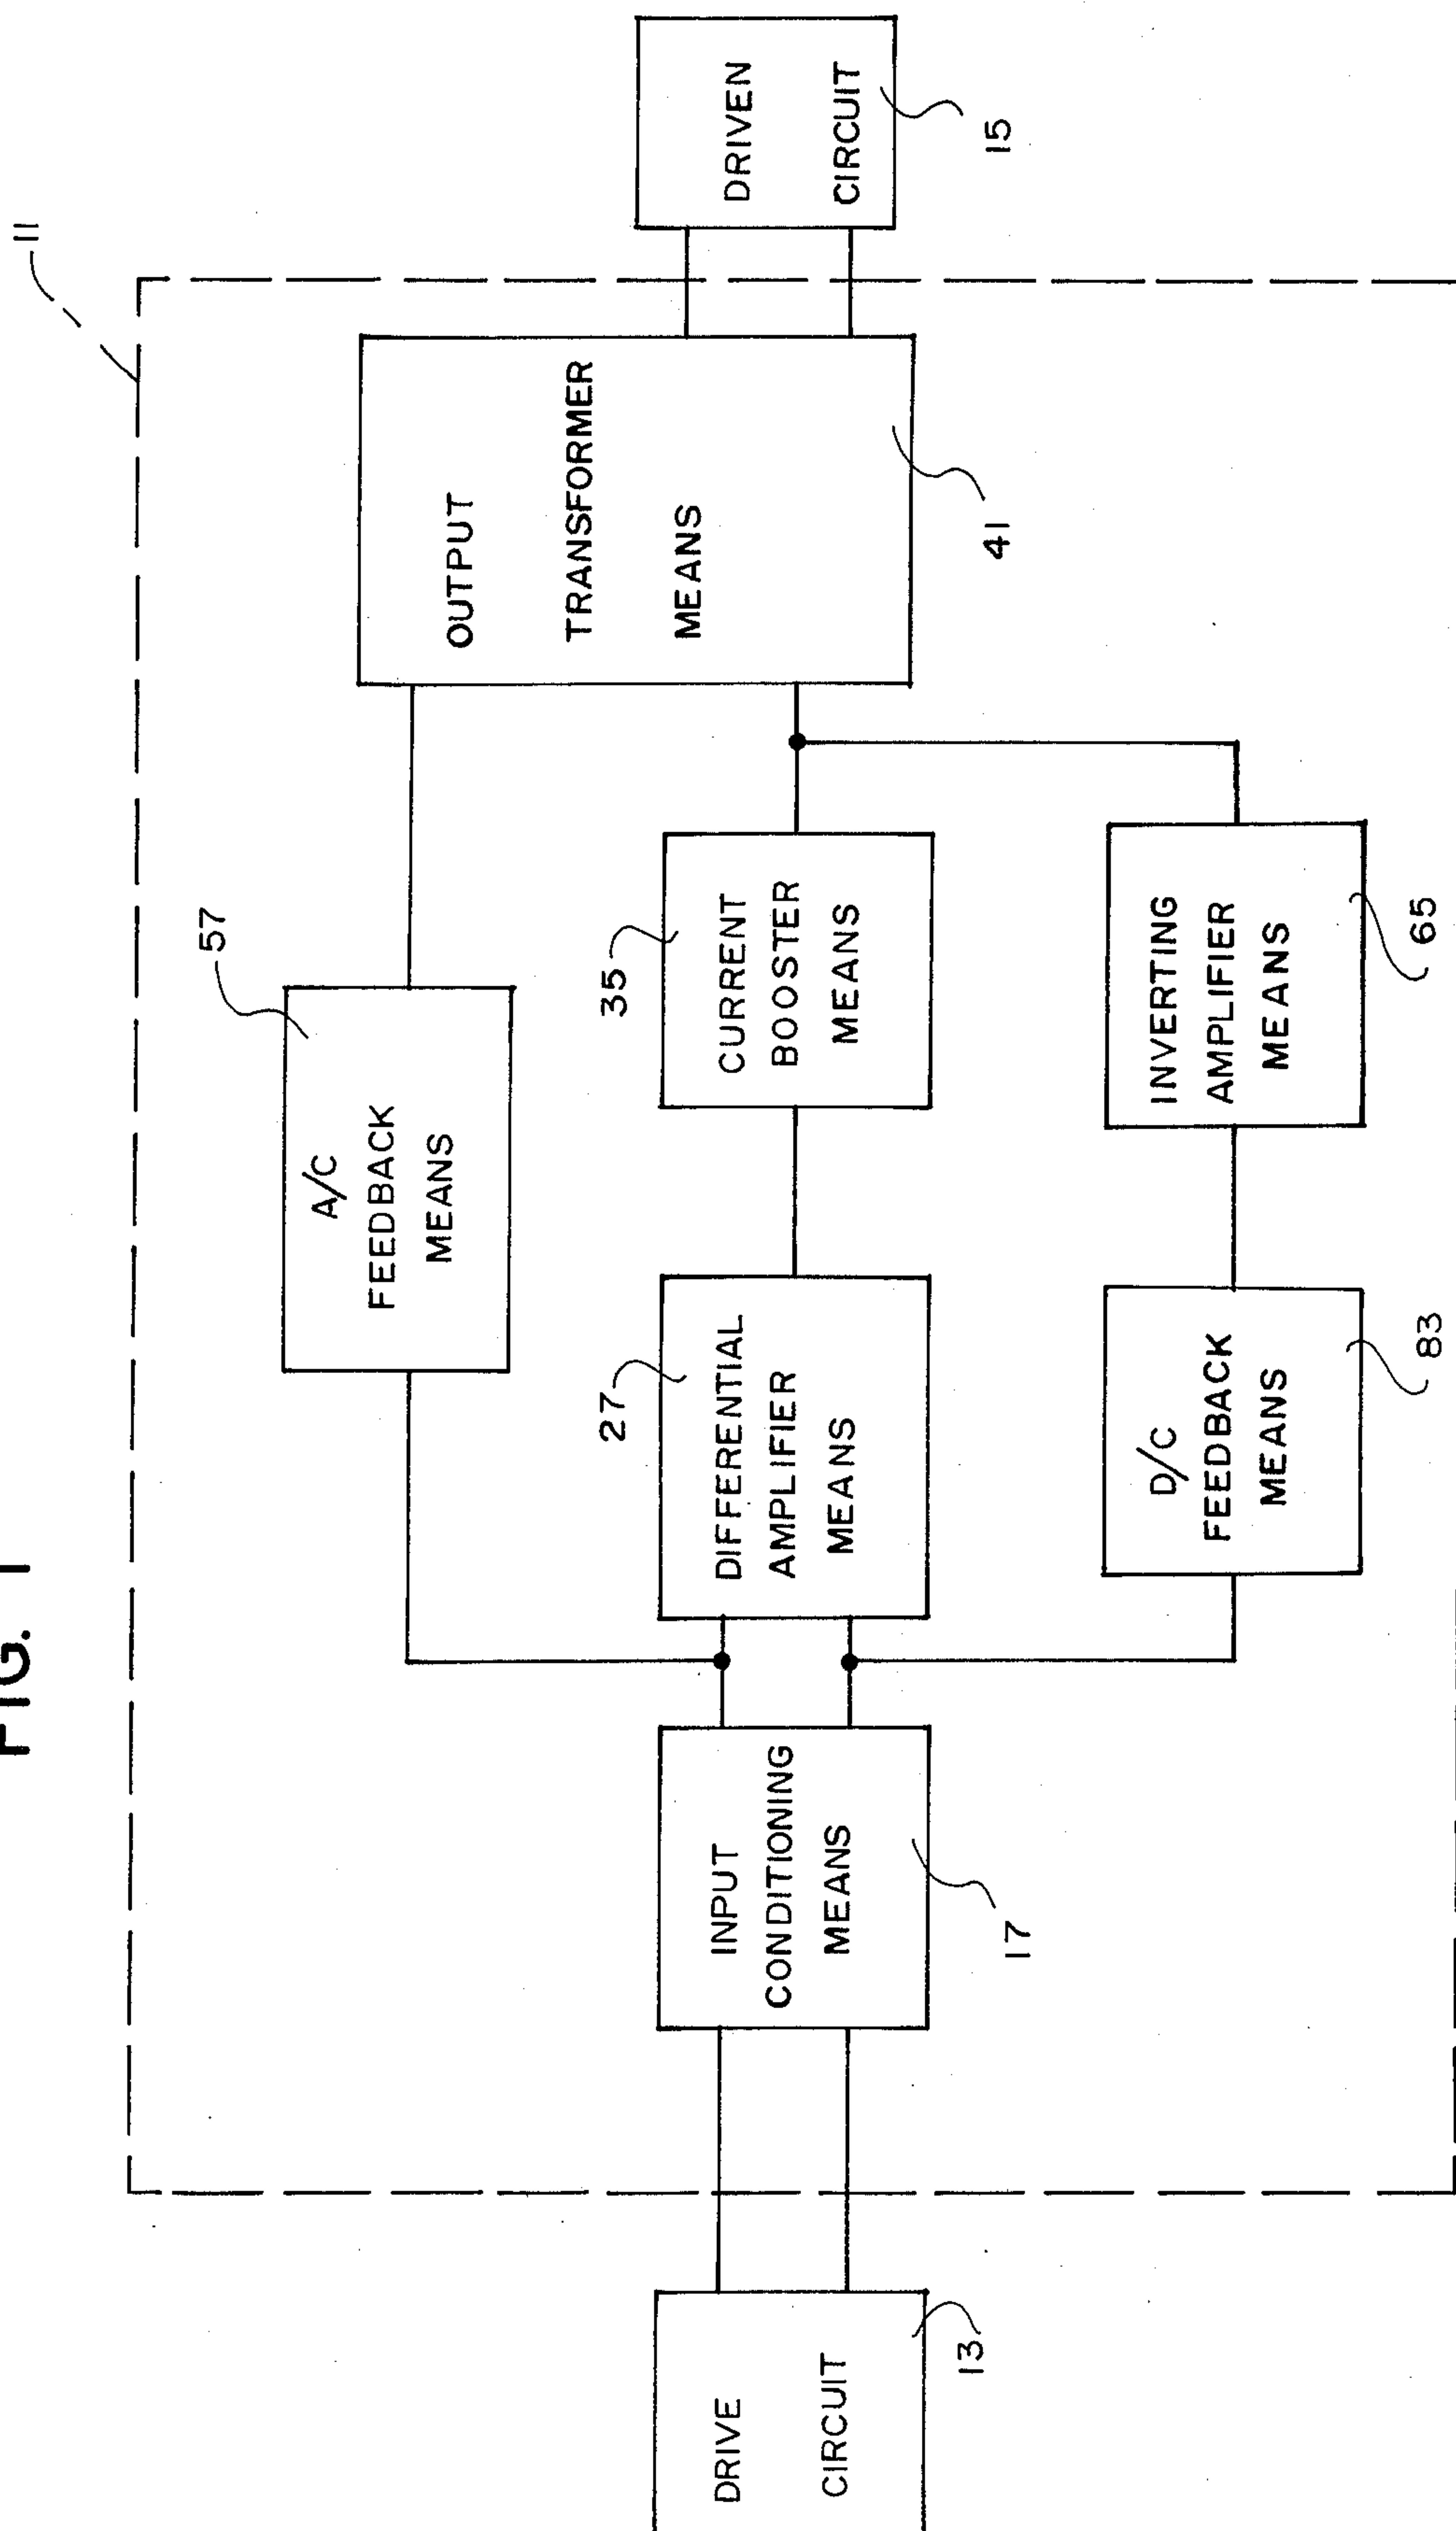 FIG. 1
11
57
A/C
FEEDBACK
MEANS
OUTPUT
TRANSFORMER
MEANS
41
DRIVEN
CIRCUIT
15
DRIVE
CIRCUIT
13
INPUT
CONDITIONING
MEANS
17
27
DIFFERENTIAL
AMPLIFIER
MEANS
35
CURRENT
BOOSTER
MEANS
D/C
FEEDBACK
MEANS
83
INVERTING
AMPLIFIER
MEANS
65